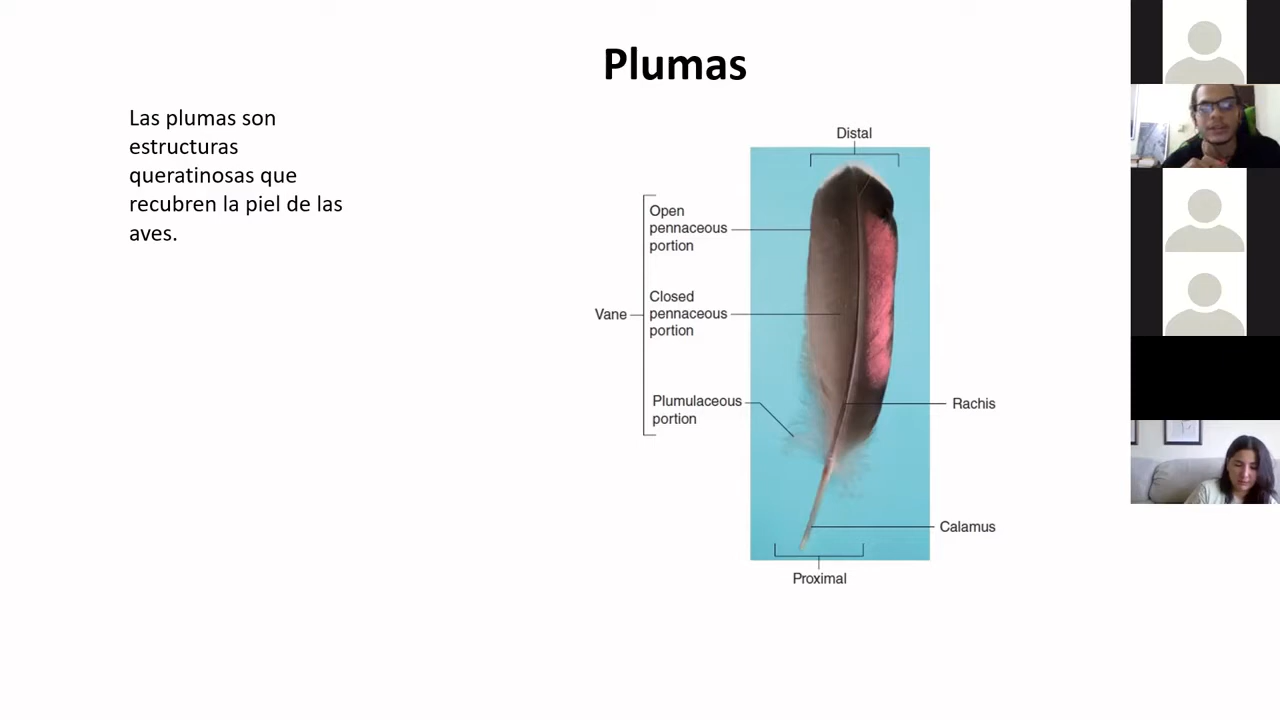 Plumas
Las plumas son
estructuras
queratinosas que
recubren la piel de las
aves.
Distal
Open
pennaceous
portion
Closed
pennaceous
portion
Vane
Plumulaceous
portion
Rachis
Calamus
Proximal